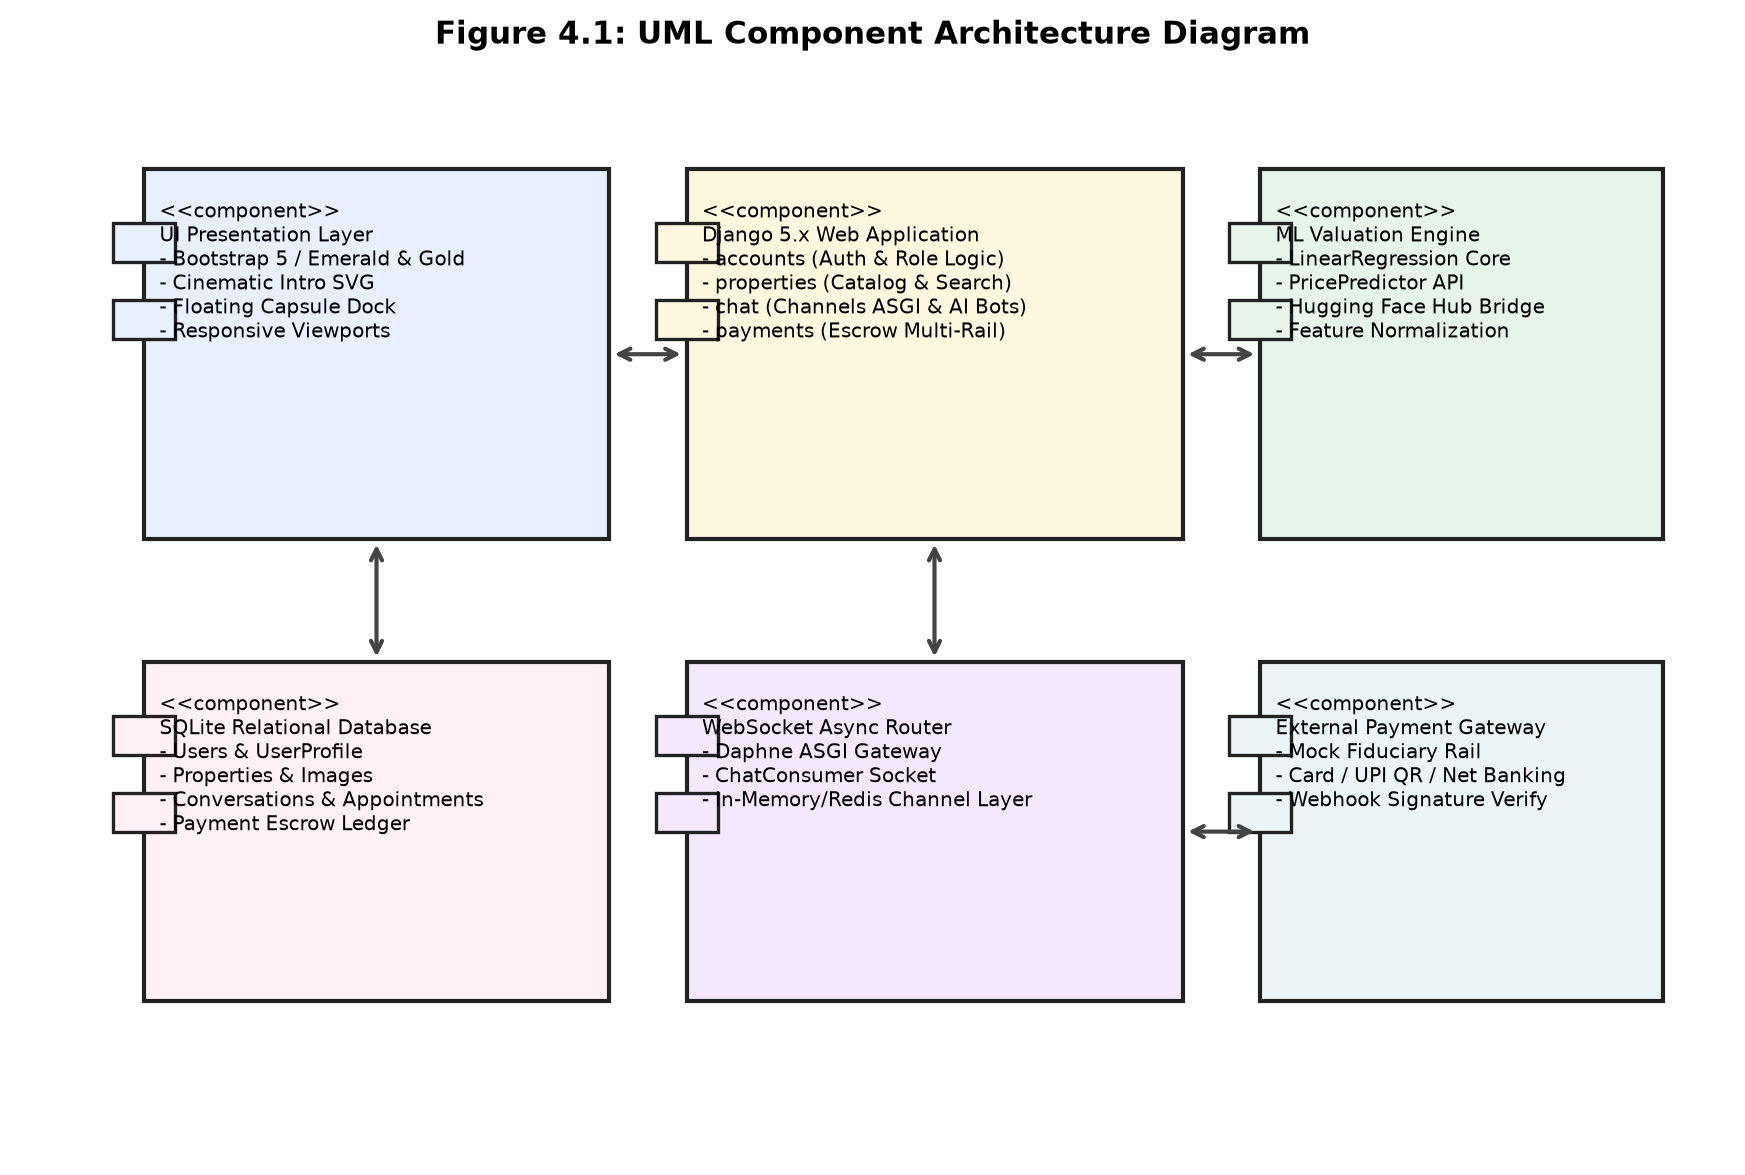 Figure 4.1: UML Component Architecture Diagram
<<component>>
UI Presentation Layer
- Bootstrap 5 / Emerald & Gold
- Cinematic Intro SVG
- Floating Capsule Dock
- Responsive Viewports
<<component>>
Django 5.x Web Application
- accounts (Auth & Role Logic)
- properties (Catalog & Search)
- chat (Channels ASGI & AI Bots)
- payments (Escrow Multi-Rail)
<<component>>
ML Valuation Engine
- LinearRegression Core
- PricePredictor API
- Hugging Face Hub Bridge
- Feature Normalization
<<component>>
SQLite Relational Database
- Users & UserProfile
- Properties & Images
- Conversations & Appointments
- Payment Escrow Ledger
<<component>>
WebSocket Async Router
- Daphne ASGI Gateway
- ChatConsumer Socket
- In-Memory/Redis Channel Layer
<<component>>
External Payment Gateway
- Mock Fiduciary Rail
- Card / UPI QR / Net Banking
- Webhook Signature Verify